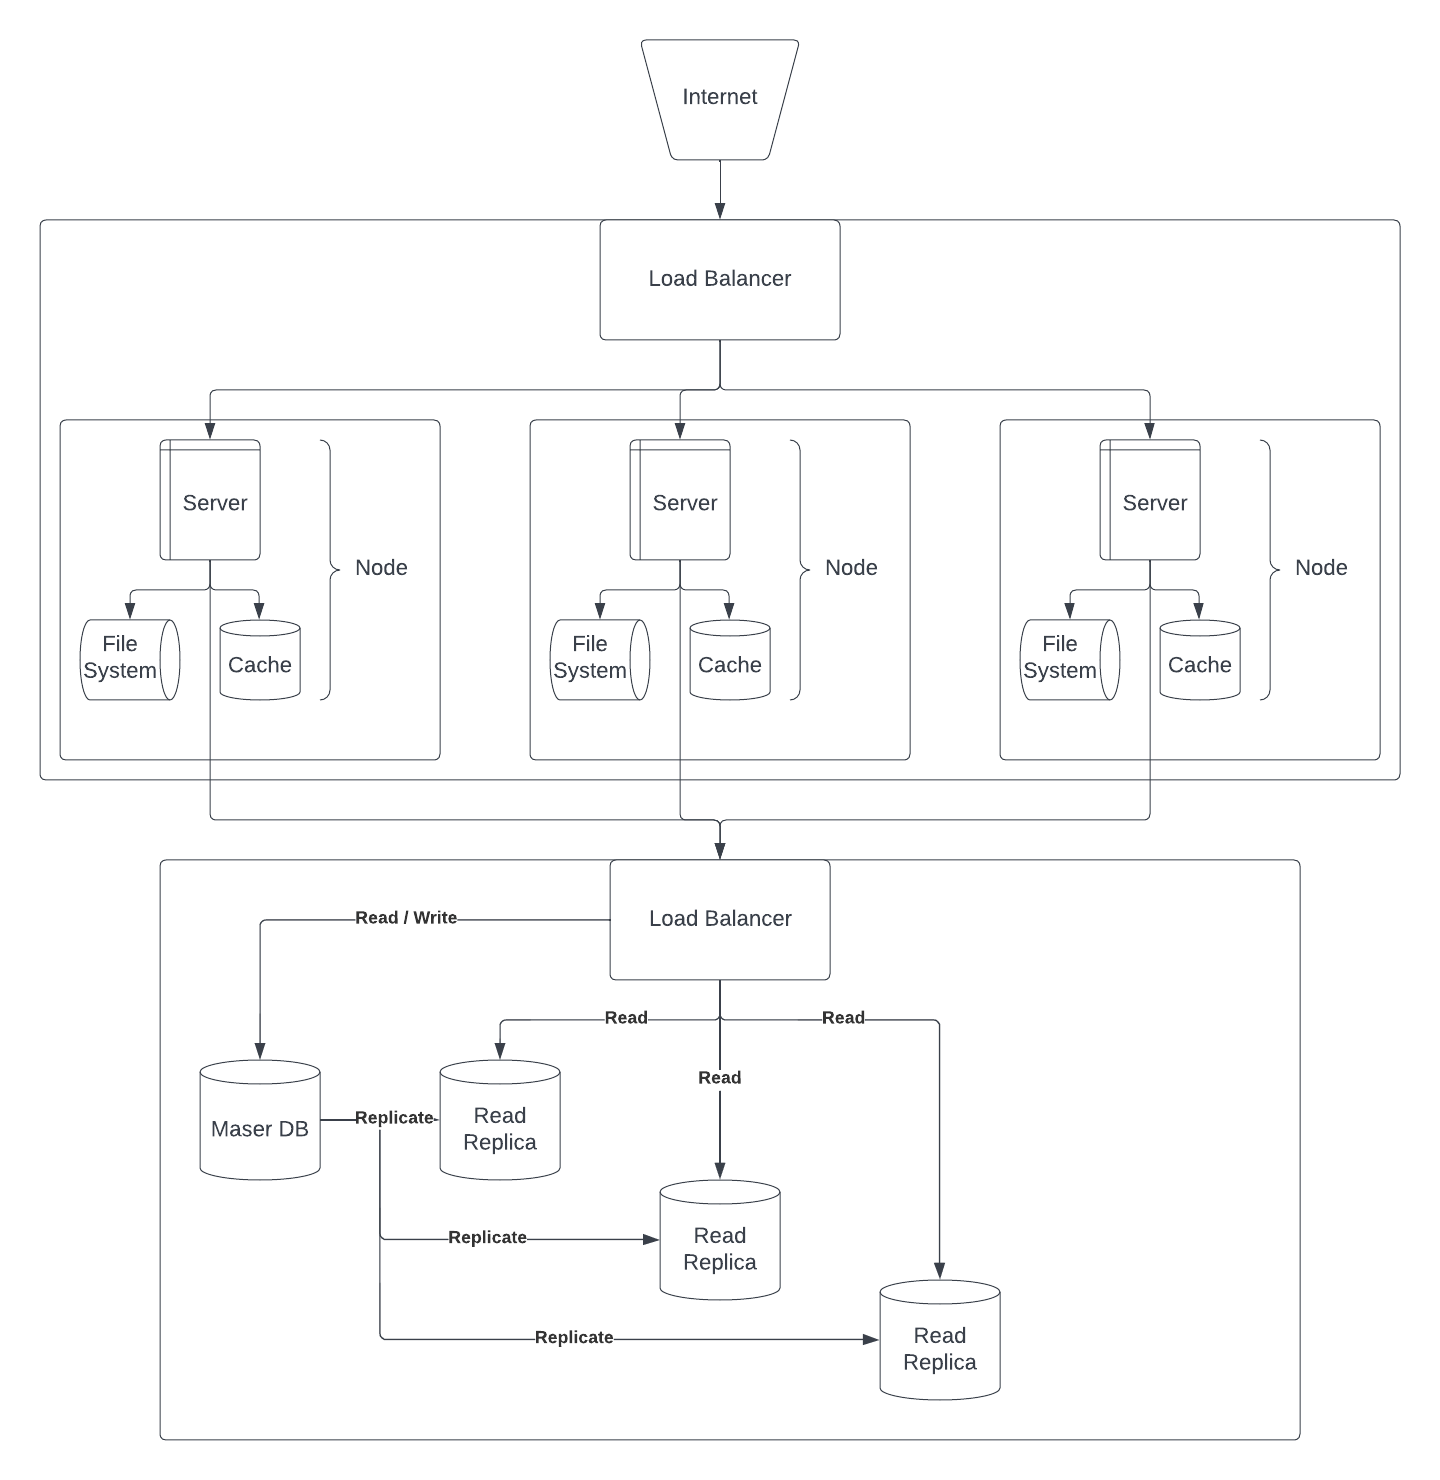 Internet
Load Balancer
Server
Server
Server
Node
Node
Node
File
System
Cache
File
System
Cache
File
System
Cache
Load Balancer
Read / Write
Read
Read
Read
Maser DB
Replicate
Read
Replica
Replicate
Read
Replica
Replicate
Read
Replica